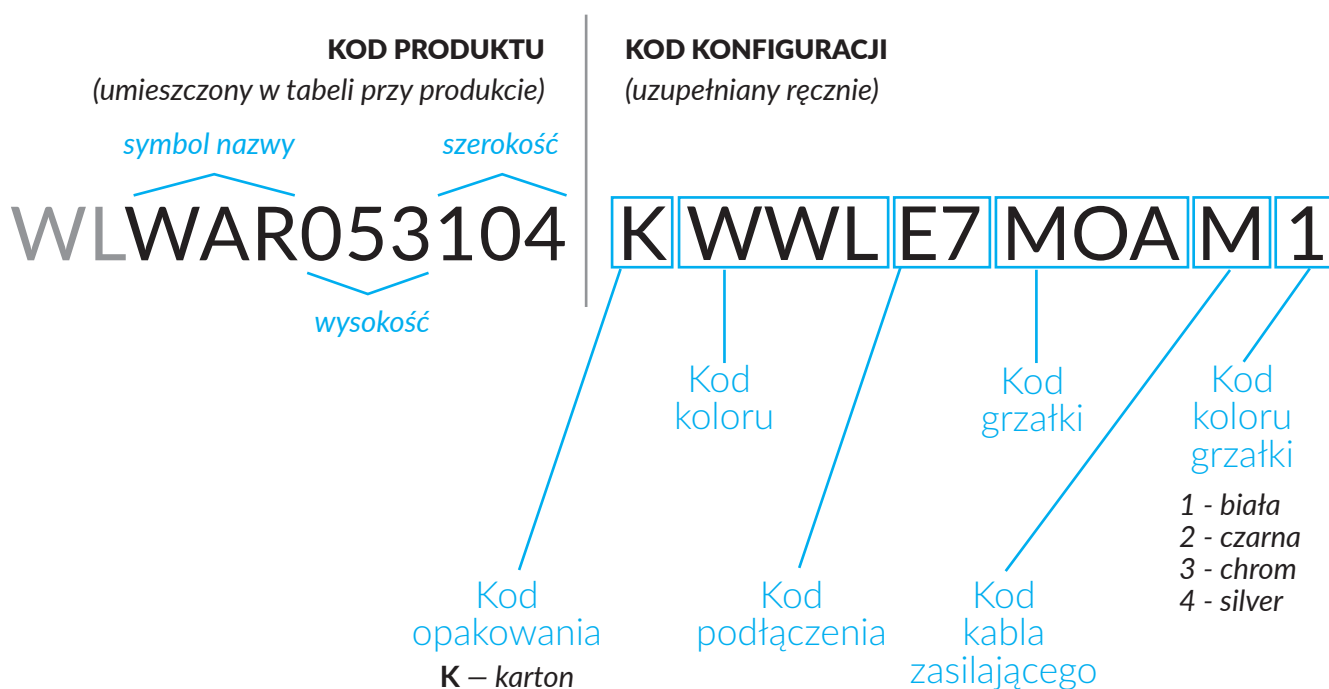 KOD PRODUKTU
(umieszczony w tabeli przy produkcie)
KOD KONFIGURACJI
(uzupełniany ręcznie)
symbol nazwy
szerokość
WLWAR053104
K WWL E7 MOA M 1
wysokość
Kod
koloru
Kod
grzałki
Kod
koloru
grzałki
1 - biała
2 - czarna
3 - chrom
4 - silver
Kod
opakowania
K – karton
Kod
podłączenia
Kod
kabla
zasilającego